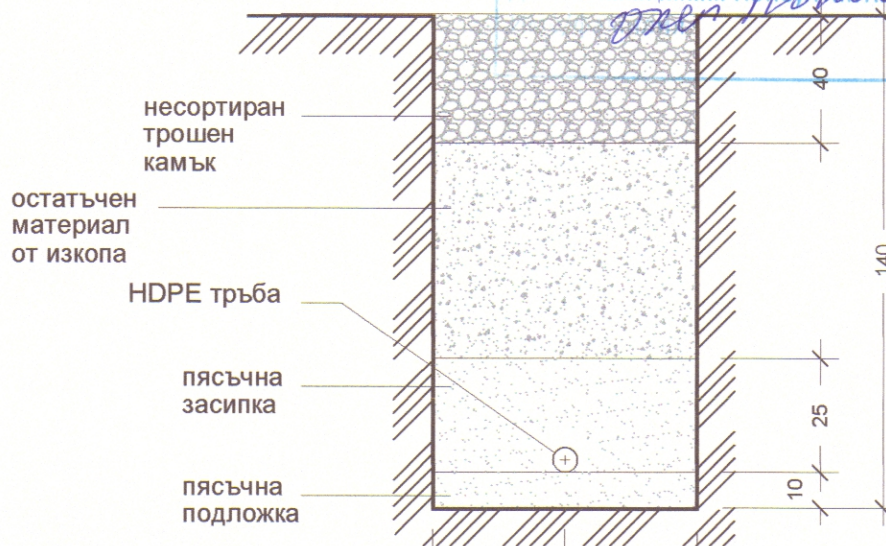 несортиран
трошен
камък
остатъчен
материал
от изкопа
HDPE тръба
пясъчна
засипка
пясъчна
подложка
40
140
25
10